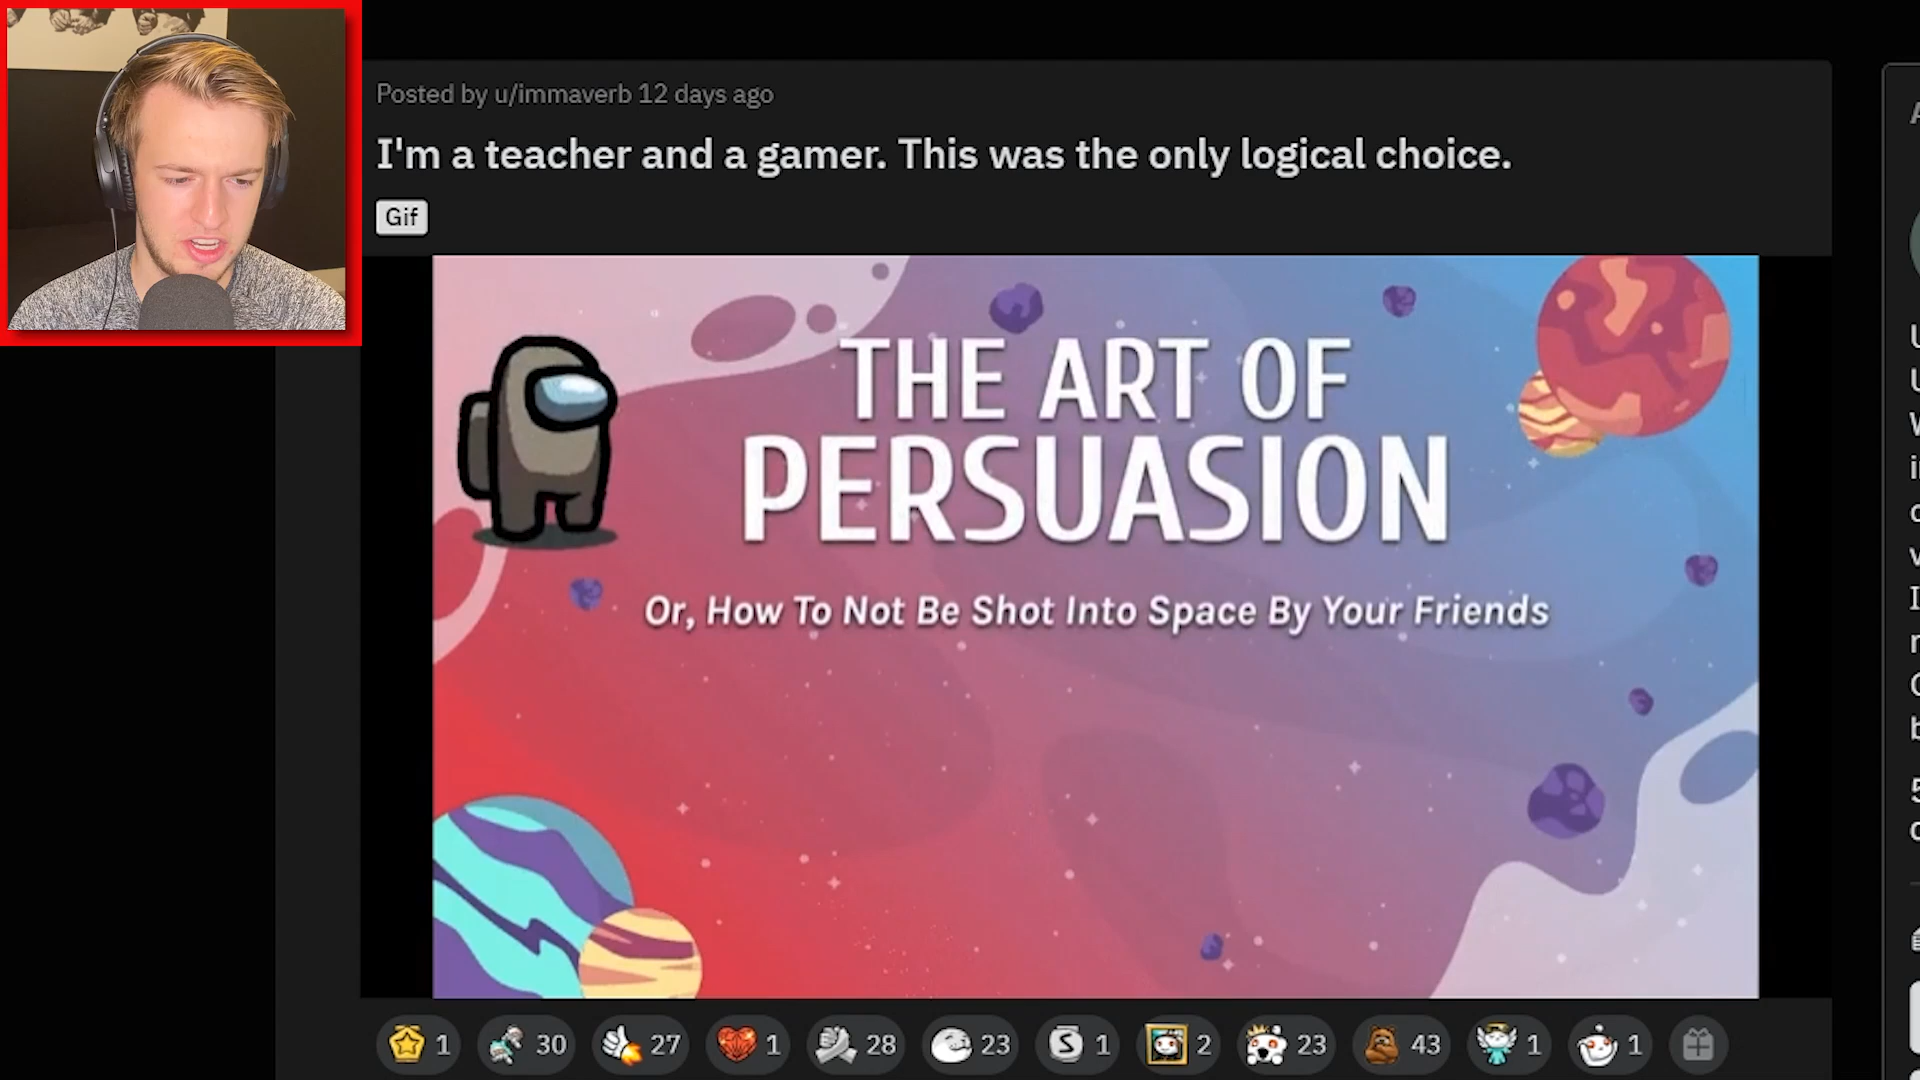 Posted by u/immaverb 12 days ago
I'm a teacher and a gamer. This was the only logical choice.
Gif
THE ART OF
PERSUASION
Or, How To Not Be Shot Into Space By Your Friends
1 30 27 1 28 23 S 1 2 23 43 1 1